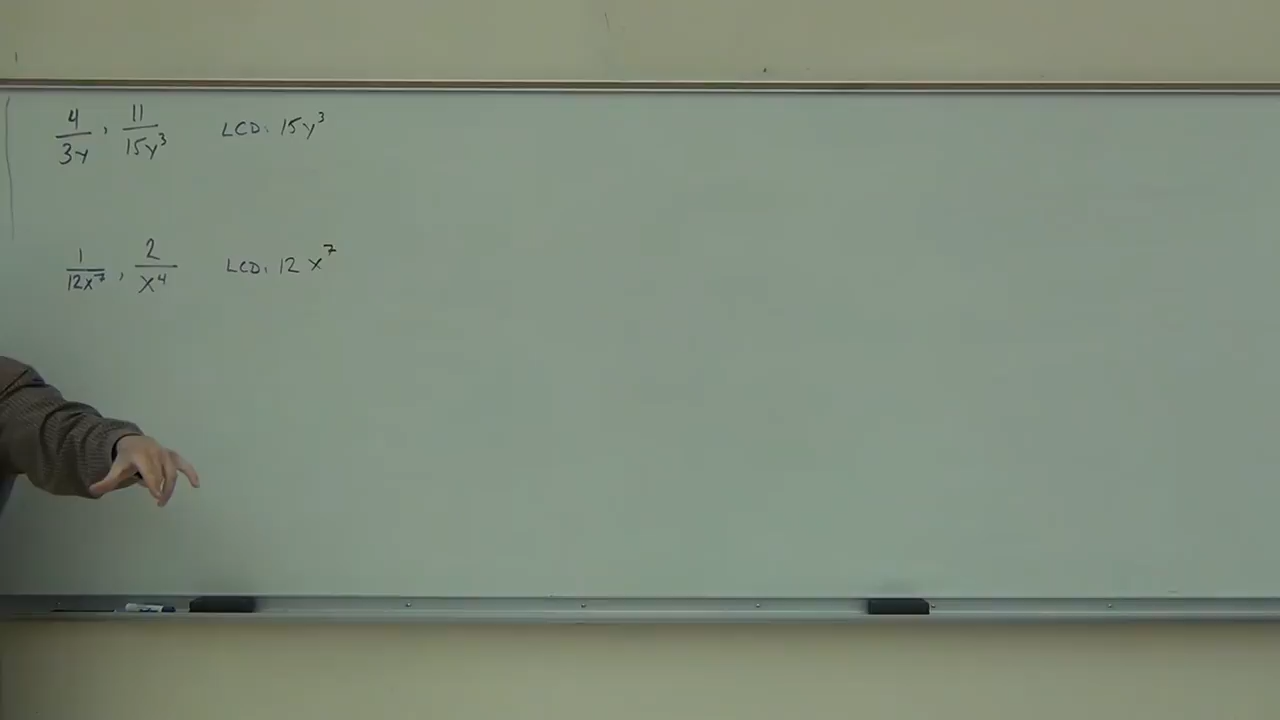 4/3y , 11/15y³ LCD: 15y³
1/12x⁷ , 2/x⁴ LCD: 12x⁷